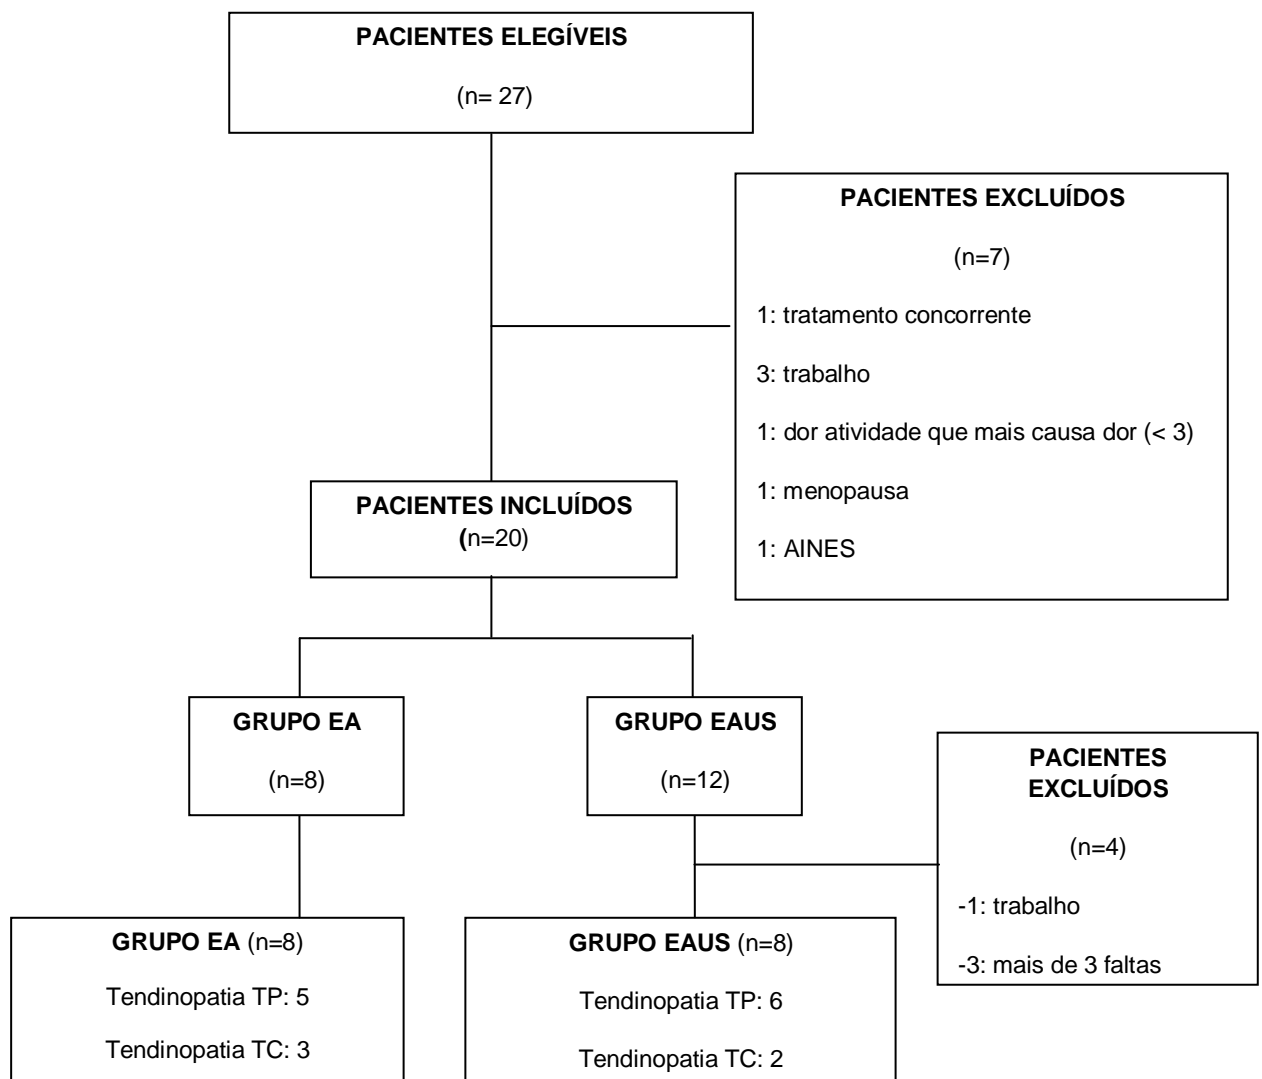 PACIENTES ELEGÍVEIS
(n= 27)
PACIENTES EXCLUÍDOS
(n=7)
1: tratamento concorrente
3: trabalho
1: dor atividade que mais causa dor (< 3)
1: menopausa
1: AINES
PACIENTES INCLUÍDOS
(n=20)
GRUPO EA
(n=8)
GRUPO EAUS
(n=12)
PACIENTES
EXCLUÍDOS
(n=4)
-1: trabalho
-3: mais de 3 faltas
GRUPO EA (n=8)
Tendinopatia TP: 5
Tendinopatia TC: 3
GRUPO EAUS (n=8)
Tendinopatia TP: 6
Tendinopatia TC: 2